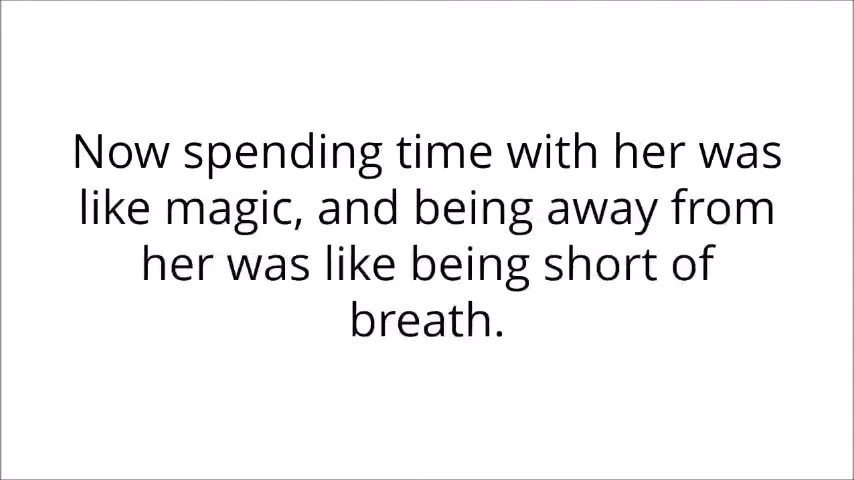 Now spending time with her was
like magic, and being away from
her was like being short of
breath.